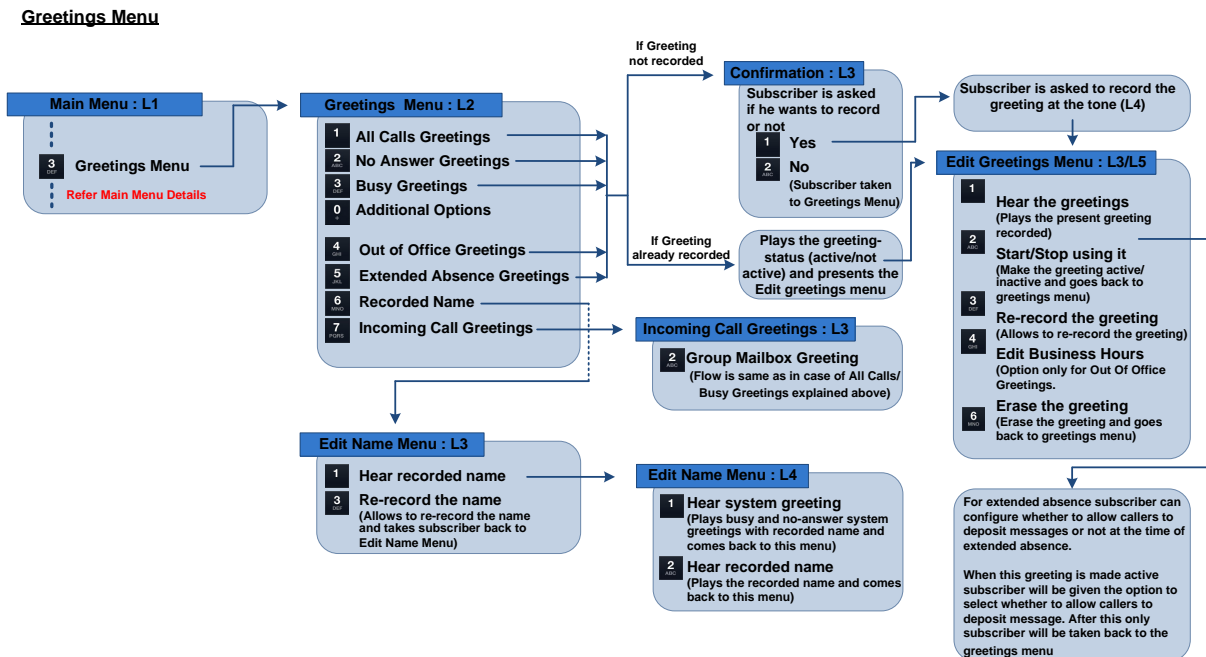 Greetings Menu
Main Menu : L1
3
DEF
Greetings Menu
Refer Main Menu Details
Greetings  Menu : L2
1
All Calls Greetings
2
ABC
No Answer Greetings
3
DEF
Busy Greetings
0
Additional Options
4
GHI
Out of Office Greetings
5
JKL
Extended Absence Greetings
6
MNO
Recorded Name
7
PQRS
Incoming Call Greetings
If Greeting
not recorded
Confirmation : L3
Subscriber is asked
if he wants to record
or not
1
Yes
2
ABC
No
(Subscriber taken
to Greetings Menu)
If Greeting
already recorded
Plays the greeting-
status (active/not
active) and presents the
Edit greetings menu
Subscriber is asked to record the
greeting at the tone (L4)
Edit Greetings Menu : L3/L5
1
Hear the greetings
(Plays the present greeting
recorded)
2
ABC
Start/Stop using it
(Make the greeting active/
inactive and goes back to
greetings menu)
3
DEF
Re-record the greeting
(Allows to re-record the greeting)
4
GHI
Edit Business Hours
(Option only for Out Of Office
Greetings.
6
MNO
Erase the greeting
(Erase the greeting and goes
back to greetings menu)
Incoming Call Greetings : L3
2
ABC
Group Mailbox Greeting
(Flow is same as in case of All Calls/
Busy Greetings explained above)
Edit Name Menu : L3
1
Hear recorded name
3
DEF
Re-record the name
(Allows to re-record the name
and takes subscriber back to
Edit Name Menu)
Edit Name Menu : L4
1
Hear system greeting
(Plays busy and no-answer system
greetings with recorded name and
comes back to this menu)
2
ABC
Hear recorded name
(Plays the recorded name and comes
back to this menu)
For extended absence subscriber can
configure whether to allow callers to
deposit messages or not at the time of
extended absence.
When this greeting is made active
subscriber will be given the option to
select whether to allow callers to
deposit message. After this only
subscriber will be taken back to the
greetings menu